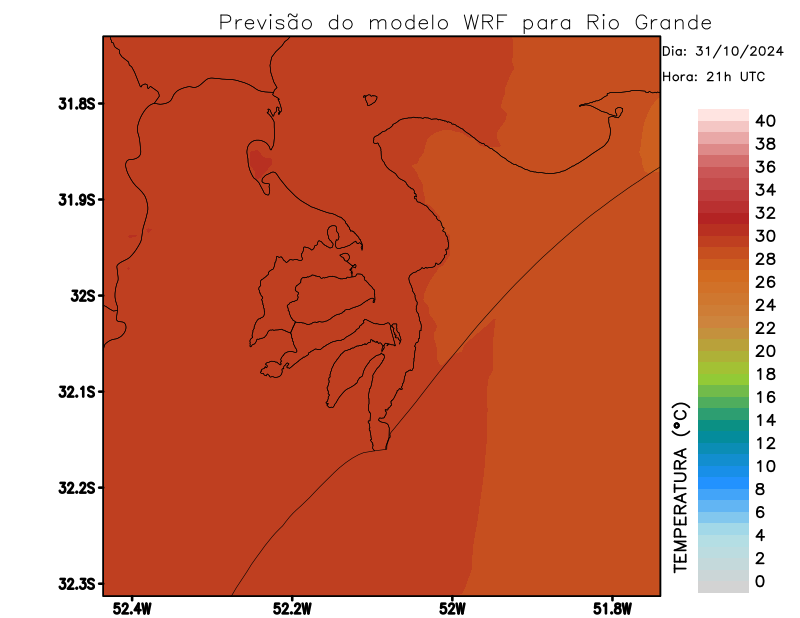 Previsão do modelo WRF para Rio Grande
Dia: 31/10/2024
Hora: 21h UTC
31.8S
31.9S
32S
32.1S
32.2S
32.3S
52.4W
52.2W
52W
51.8W
TEMPERATURA (°C)
40
38
36
34
32
30
28
26
24
22
20
18
16
14
12
10
8
6
4
2
0